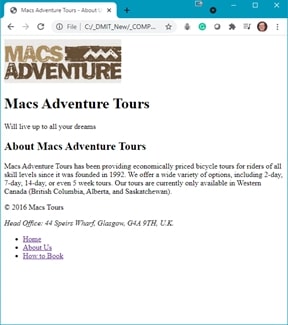 Macs Adventure Tours - About U
File
C:/_DMIT_New/_COMP...
MACS
ADVENTURE
Macs Adventure Tours
Will live up to all your dreams
About Macs Adventure Tours
Macs Adventure Tours has been providing economically priced bicycle tours for riders of all
skill levels since it was founded in 1992. We offer a wide variety of options, including 2-day,
7-day, 14-day, or even 5 week tours. Our tours are currently only available in Western
Canada (British Columbia, Alberta, and Saskatchewan).
© 2016 Macs Tours
Head Office: 44 Speirs Wharf, Glasgow, G4A 9TH, U.K.
Home
About Us
How to Book